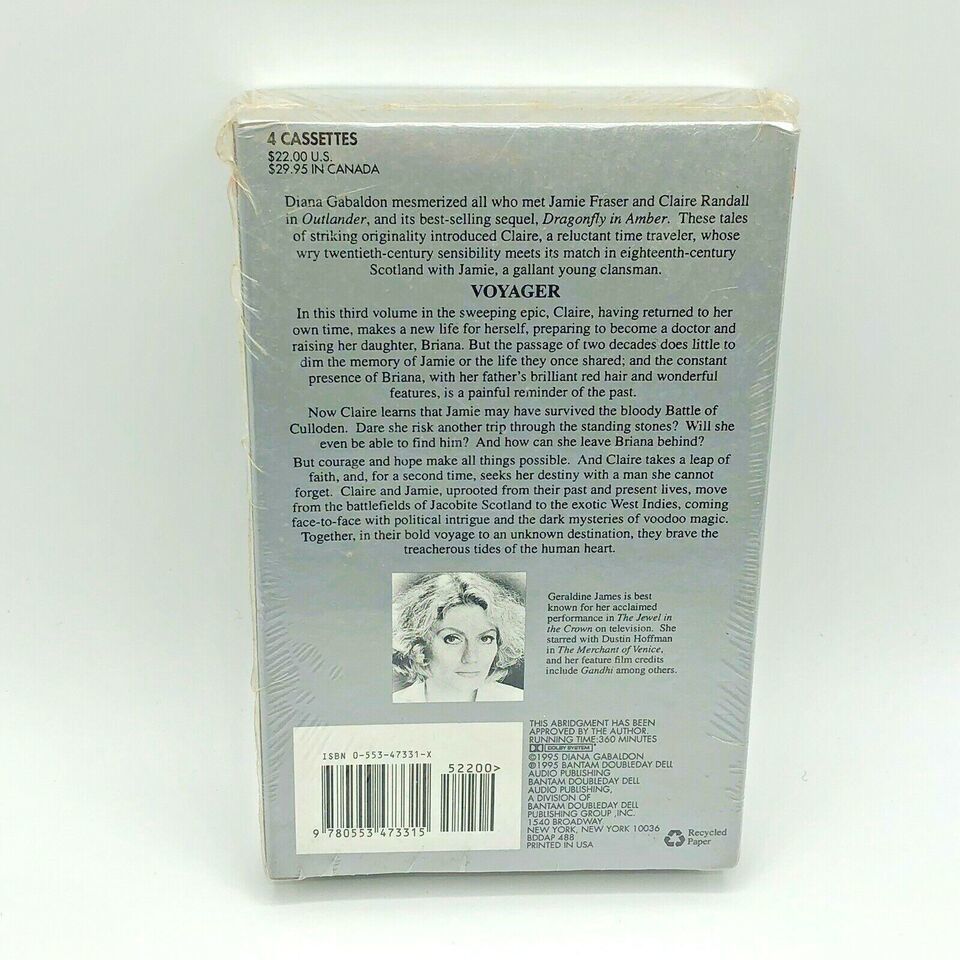 4 CASSETTES
$22.00 U.S.
$29.95 IN CANADA
Diana Gabaldon mesmerized all who met Jamie Fraser and Claire Randall
in Outlander, and its best-selling sequel, Dragonfly in Amber. These tales
of striking originality introduced Claire, a reluctant time traveler, whose
wry twentieth-century sensibility meets its match in eighteenth-century
Scotland with Jamie, a gallant young clansman.
VOYAGER
In this third volume in the sweeping epic, Claire, having returned to her
own time, makes a new life for herself, preparing to become a doctor and
raising her daughter, Briana. But the passage of two decades does little to
dim the memory of Jamie or the life they once shared; and the constant
presence of Briana, with her father's brilliant red hair and wonderful
features, is a painful reminder of the past.
Now Claire learns that Jamie may have survived the bloody Battle of
Culloden. Dare she risk another trip through the standing stones? Will she
even be able to find him? And how can she leave Briana behind?
But courage and hope make all things possible. And Claire takes a leap of
faith, and, for a second time, seeks her destiny with a man she cannot
forget. Claire and Jamie, uprooted from their past and present lives, move
from the battlefields of Jacobite Scotland to the exotic West Indies, coming
face-to-face with political intrigue and the dark mysteries of voodoo magic.
Together, in their bold voyage to an unknown destination, they brave the
treacherous tides of the human heart.
Geraldine James is best
known for her acclaimed
performance in The Jewel in
the Crown on television. She
starred with Dustin Hoffman
in The Merchant of Venice,
and her feature film credits
include Gandhi among others.
THIS ABRIDGMENT HAS BEEN
APPROVED BY THE AUTHOR.
RUNNING TIME:360 MINUTES
DOLBY SYSTEM
©1995 DIANA GABALDON
℗1995 BANTAM DOUBLEDAY DELL
AUDIO PUBLISHING
BANTAM DOUBLEDAY DELL
AUDIO PUBLISHING,
A DIVISION OF
BANTAM DOUBLEDAY DELL
PUBLISHING GROUP ,INC.
1540 BROADWAY
NEW YORK, NEW YORK 10036
BDDAP 488
PRINTED IN USA
Recycled
Paper
ISBN 0-553-47331-X
52200>
9 780553 473315